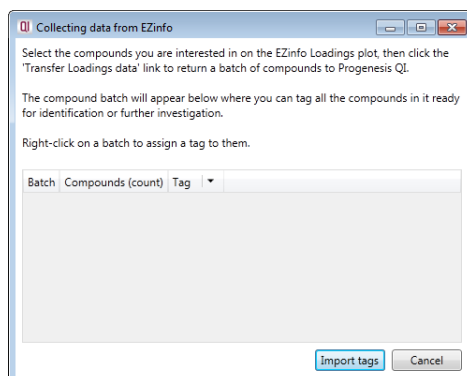 QI Collecting data from EZinfo
Select the compounds you are interested in on the EZinfo Loadings plot, then click the
'Transfer Loadings data' link to return a batch of compounds to Progenesis QI.
The compound batch will appear below where you can tag all the compounds in it ready
for identification or further investigation.
Right-click on a batch to assign a tag to them.
Batch Compounds (count) Tag
Import tags Cancel